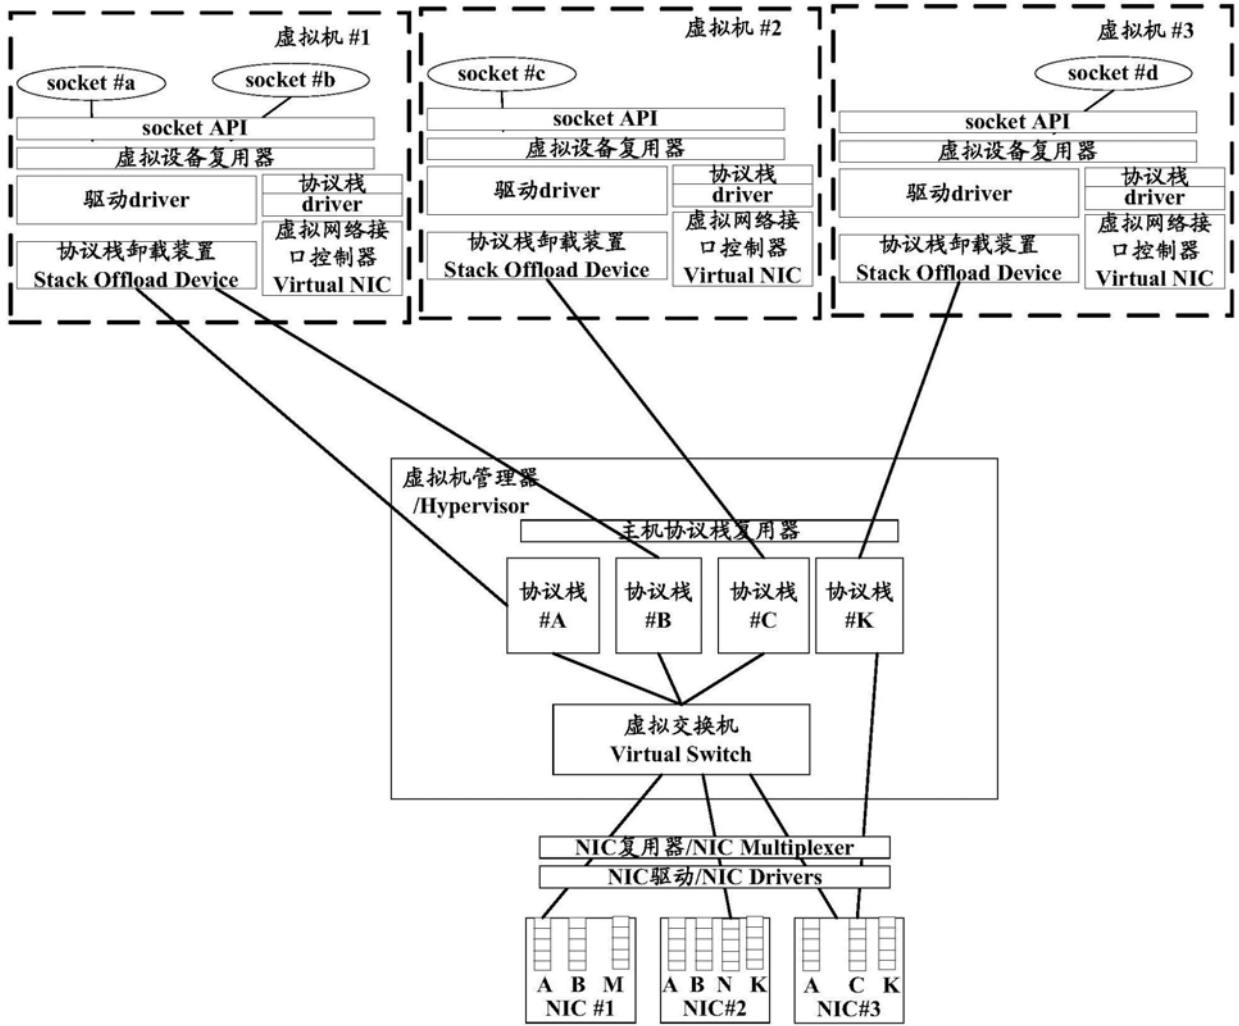 虚拟机 #1
socket #a
socket #b
socket API
虚拟设备复用器
驱动driver
协议栈
driver
协议栈卸载装置
Stack Offload Device
虚拟网络接
口控制器
Virtual NIC
虚拟机 #2
socket #c
socket API
虚拟设备复用器
驱动driver
协议栈
driver
协议栈卸载装置
Stack Offload Device
虚拟网络接
口控制器
Virtual NIC
虚拟机 #3
socket #d
socket API
虚拟设备复用器
驱动driver
协议栈
driver
协议栈卸载装置
Stack Offload Device
虚拟网络接
口控制器
Virtual NIC
虚拟机管理器
/Hypervisor
主机协议栈复用器
协议栈
#A
协议栈
#B
协议栈
#C
协议栈
#K
虚拟交换机
Virtual Switch
NIC复用器/NIC Multiplexer
NIC驱动/NIC Drivers
A B M
NIC #1
A B N K
NIC#2
A C K
NIC#3